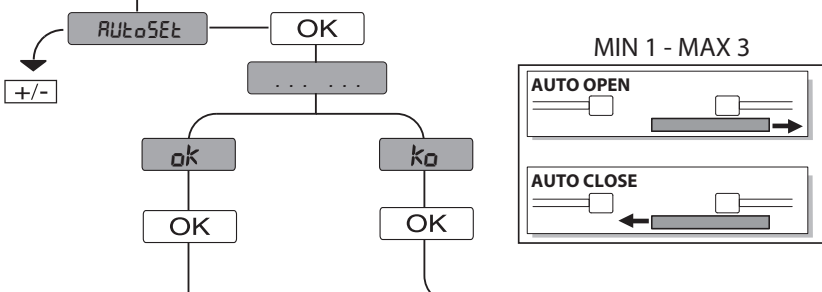 AUtoSEt
OK
+/-
... ...
ok
ko
OK
OK
MIN 1 - MAX 3
AUTO OPEN
AUTO CLOSE